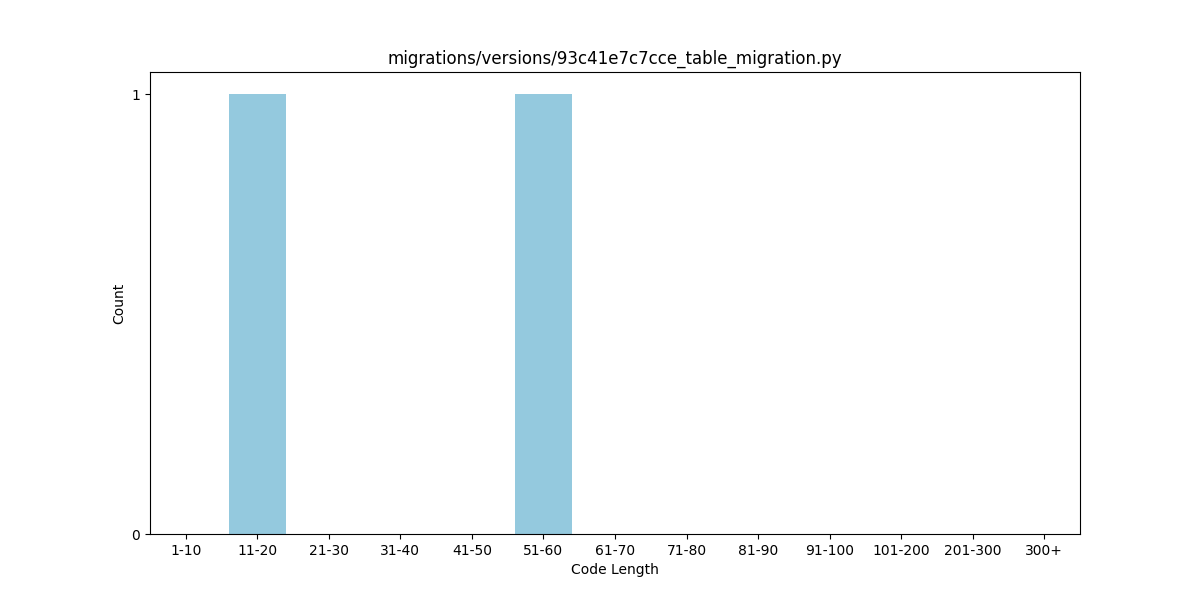 migrations/versions/93c41e7c7cce_table_migration.py
1
Count
0
1-10 11-20 21-30 31-40 41-50 51-60 61-70 71-80 81-90 91-100 101-200 201-300 300+
Code Length